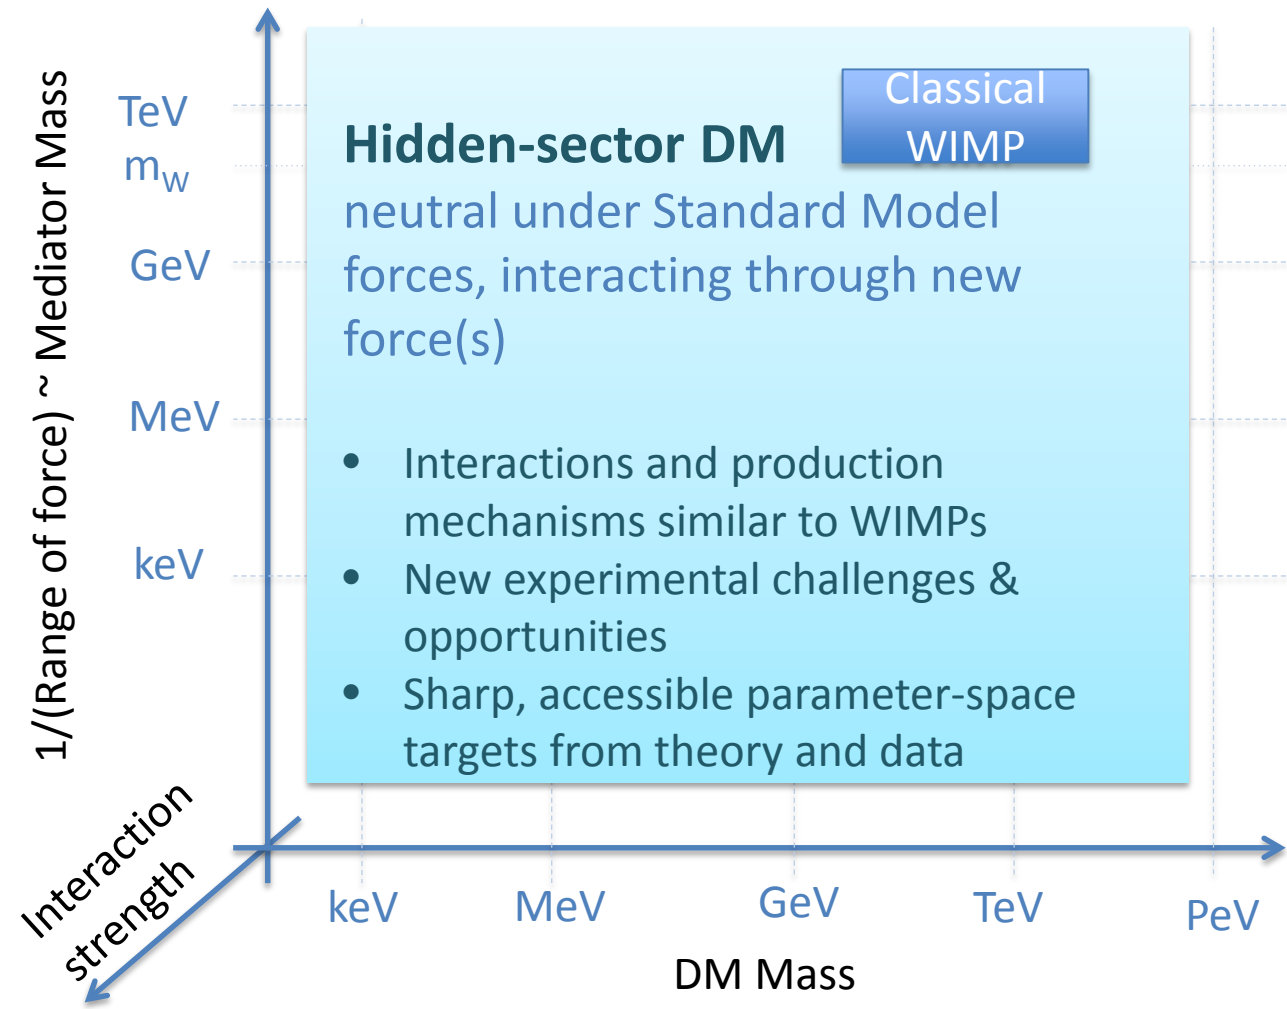 1/(Range of force) ~ Mediator Mass
TeV
mW
GeV
MeV
keV
Classical
WIMP
Hidden-sector DM
neutral under Standard Model
forces, interacting through new
force(s)
• Interactions and production
mechanisms similar to WIMPs
• New experimental challenges &
opportunities
• Sharp, accessible parameter-space
targets from theory and data
Interaction
strength
keV
MeV
GeV
TeV
PeV
DM Mass